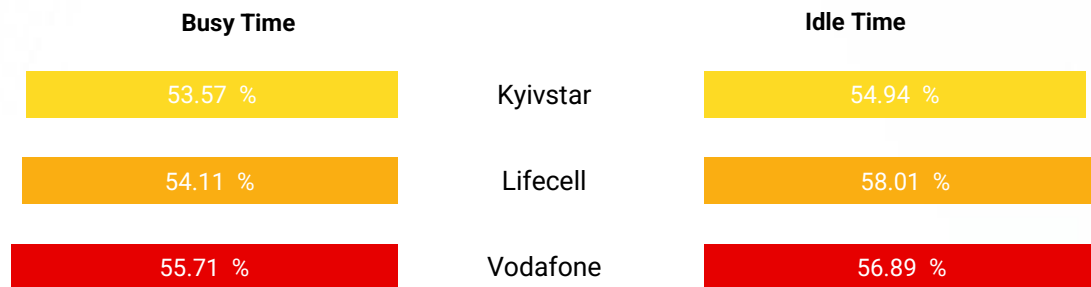 Busy Time Idle Time
53.57 % Kyivstar 54.94 %
54.11 % Lifecell 58.01 %
55.71 % Vodafone 56.89 %